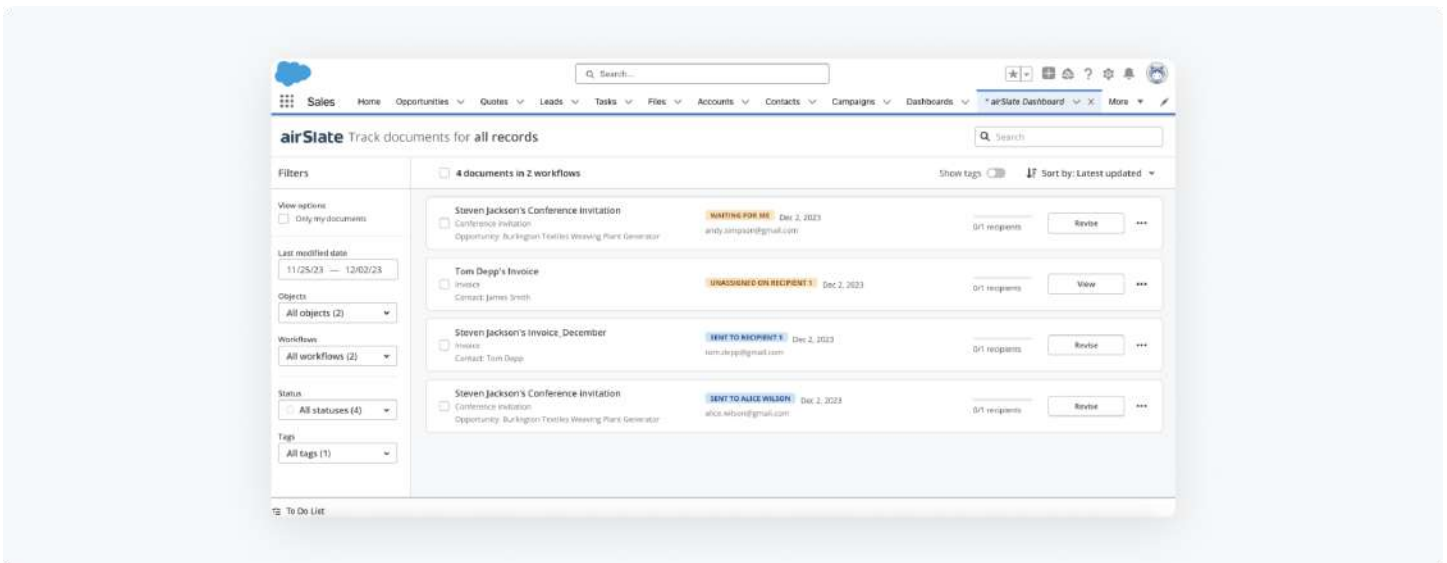 Search...
Sales Home Opportunities Quotes Leads Tasks Files Accounts Contacts Campaigns Dashboards * airSlate Dashboard More
airSlate Track documents for all records
Search
Filters
4 documents in 2 workflows
Show tags
Sort by: Latest updated
View options
Only my documents
Last modified date
11/25/23 — 12/02/23
Objects
All objects (2)
Workflows
All workflows (2)
Status
All statuses (4)
Tags
All tags (1)
Steven Jackson's Conference Invitation
Conference Invitation
Opportunity: Burlington Textiles Weaving Plant Generator
WAITING FOR ME Dec 2, 2023
andy.simpson@gmail.com
0/1 recipients
Revise
Tom Depp's Invoice
Invoice
Contact: James Smith
UNASSIGNED ON RECIPIENT 1 Dec 2, 2023
0/1 recipients
View
Steven Jackson's Invoice_December
Invoice
Contact: Tom Depp
SENT TO RECIPIENT 1 Dec 2, 2023
tom.depp@gmail.com
0/1 recipients
Revise
Steven Jackson's Conference Invitation
Conference Invitation
Opportunity: Burlington Textiles Weaving Plant Generator
SENT TO ALICE WILSON Dec 2, 2023
alice.wilson@gmail.com
0/1 recipients
Revise
To Do List